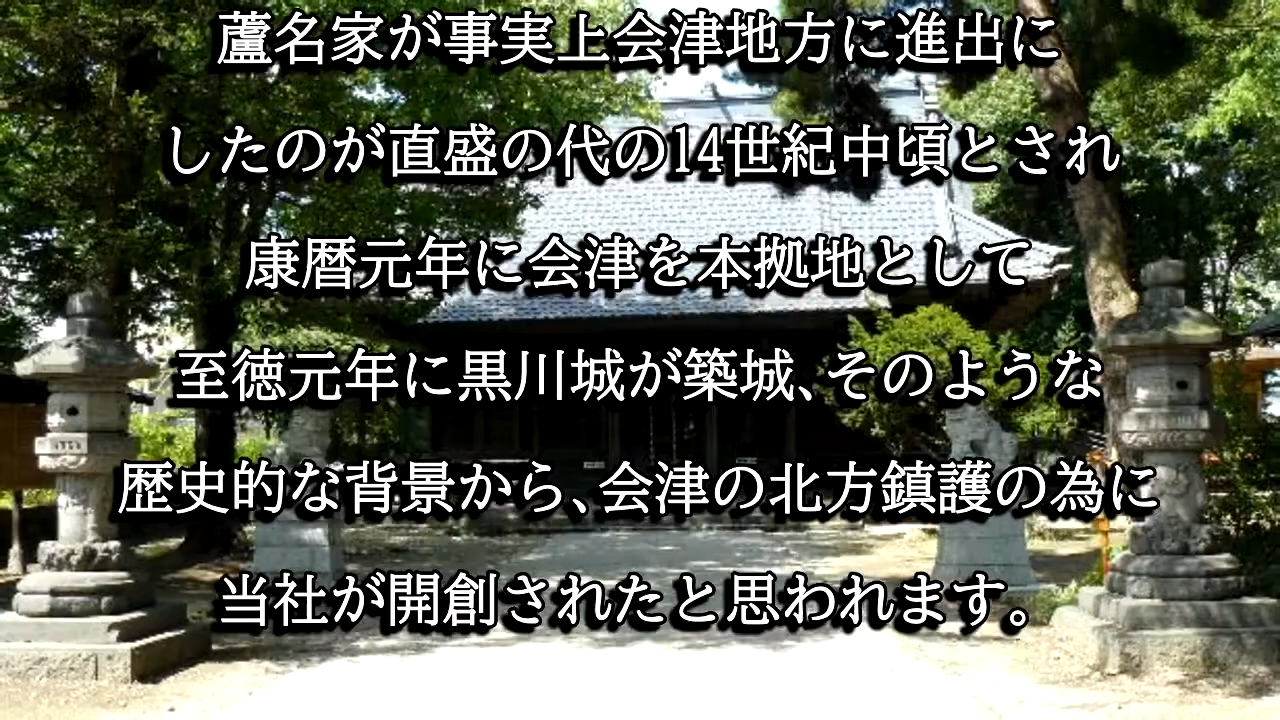 蘆名家が事実上会津地方に進出に
したのが直盛の代の14世紀中頃とされ
康暦元年に会津を本拠地として
至徳元年に黒川城が築城、そのような
歴史的な背景から、会津の北方鎮護の為に
当社が開創されたと思われます。